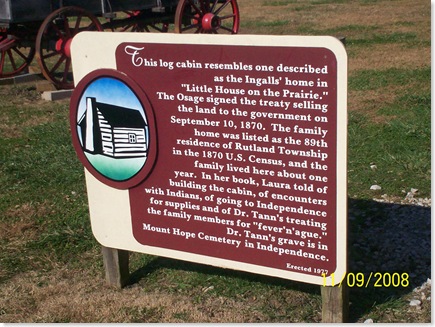 This log cabin resembles one described
as the Ingalls' home in
"Little House on the Prairie."
The Osage signed the treaty selling
the land to the government on
September 10, 1870. The family
home was listed as the 89th
residence of Rutland Township
in the 1870 U.S. Census, and the
family lived here about one
year. In her book, Laura told of
building the cabin, of encounters
with Indians, of going to Independence
for supplies and of Dr. Tann's treating
the family members for "fever'n'ague."
Dr. Tann's grave is in
Mount Hope Cemetery in Independence.
Erected 1977
11/09/2008